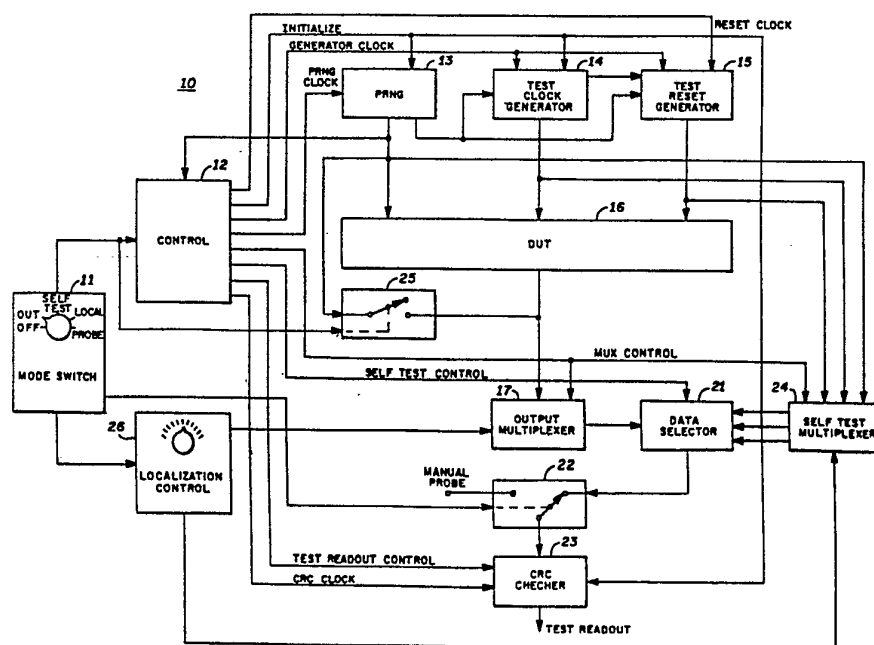 INITIALIZE
RESET CLOCK
GENERATOR CLOCK
10
PRNG
CLOCK
13
PRNG
14
TEST
CLOCK
GENERATOR
15
TEST
RESET
GENERATOR
12
CONTROL
16
DUT
11
SELF
TEST
OUT
LOCAL
OFF
PROBE
MODE SWITCH
25
MUX CONTROL
SELF TEST CONTROL
17
OUTPUT
MULTIPLEXER
21
DATA
SELECTOR
24
SELF TEST
MULTIPLEXER
26
LOCALIZATION
CONTROL
MANUAL
PROBE
22
TEST READOUT CONTROL
CRC CLOCK
23
CRC
CHECHER
TEST READOUT